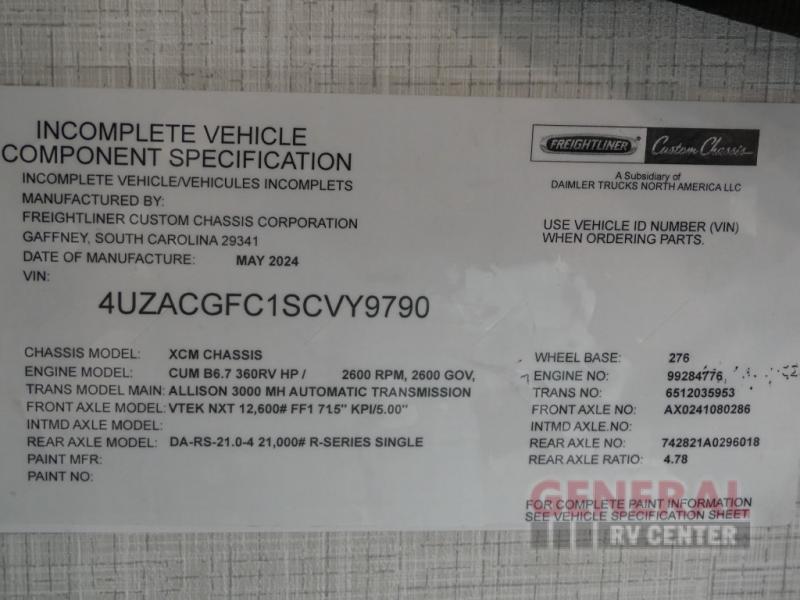 INCOMPLETE VEHICLE
COMPONENT SPECIFICATION
INCOMPLETE VEHICLE/VEHICULES INCOMPLETS
MANUFACTURED BY:
FREIGHTLINER CUSTOM CHASSIS CORPORATION
GAFFNEY, SOUTH CAROLINA 29341
DATE OF MANUFACTURE: MAY 2024
VIN:
4UZACGFC1SCVY9790
FREIGHTLINER Custom Chassis
A Subsidiary of
DAIMLER TRUCKS NORTH AMERICA LLC
USE VEHICLE ID NUMBER (VIN)
WHEN ORDERING PARTS.
CHASSIS MODEL: XCM CHASSIS
ENGINE MODEL: CUM B6.7 360RV HP / 2600 RPM, 2600 GOV,
TRANS MODEL MAIN: ALLISON 3000 MH AUTOMATIC TRANSMISSION
FRONT AXLE MODEL: VTEK NXT 12,600# FF1 71.5" KPI/5.00"
INTMD AXLE MODEL:
REAR AXLE MODEL: DA-RS-21.0-4 21,000# R-SERIES SINGLE
PAINT MFR:
PAINT NO:
WHEEL BASE: 276
ENGINE NO: 99284776
TRANS NO: 6512035953
FRONT AXLE NO: AX0241080286
INTMD AXLE.NO:
REAR AXLE NO: 742821A0296018
REAR AXLE RATIO: 4.78
FOR COMPLETE PAINT INFORMATION
SEE VEHICLE SPECIFICATION SHEET
GENERAL
RV CENTER